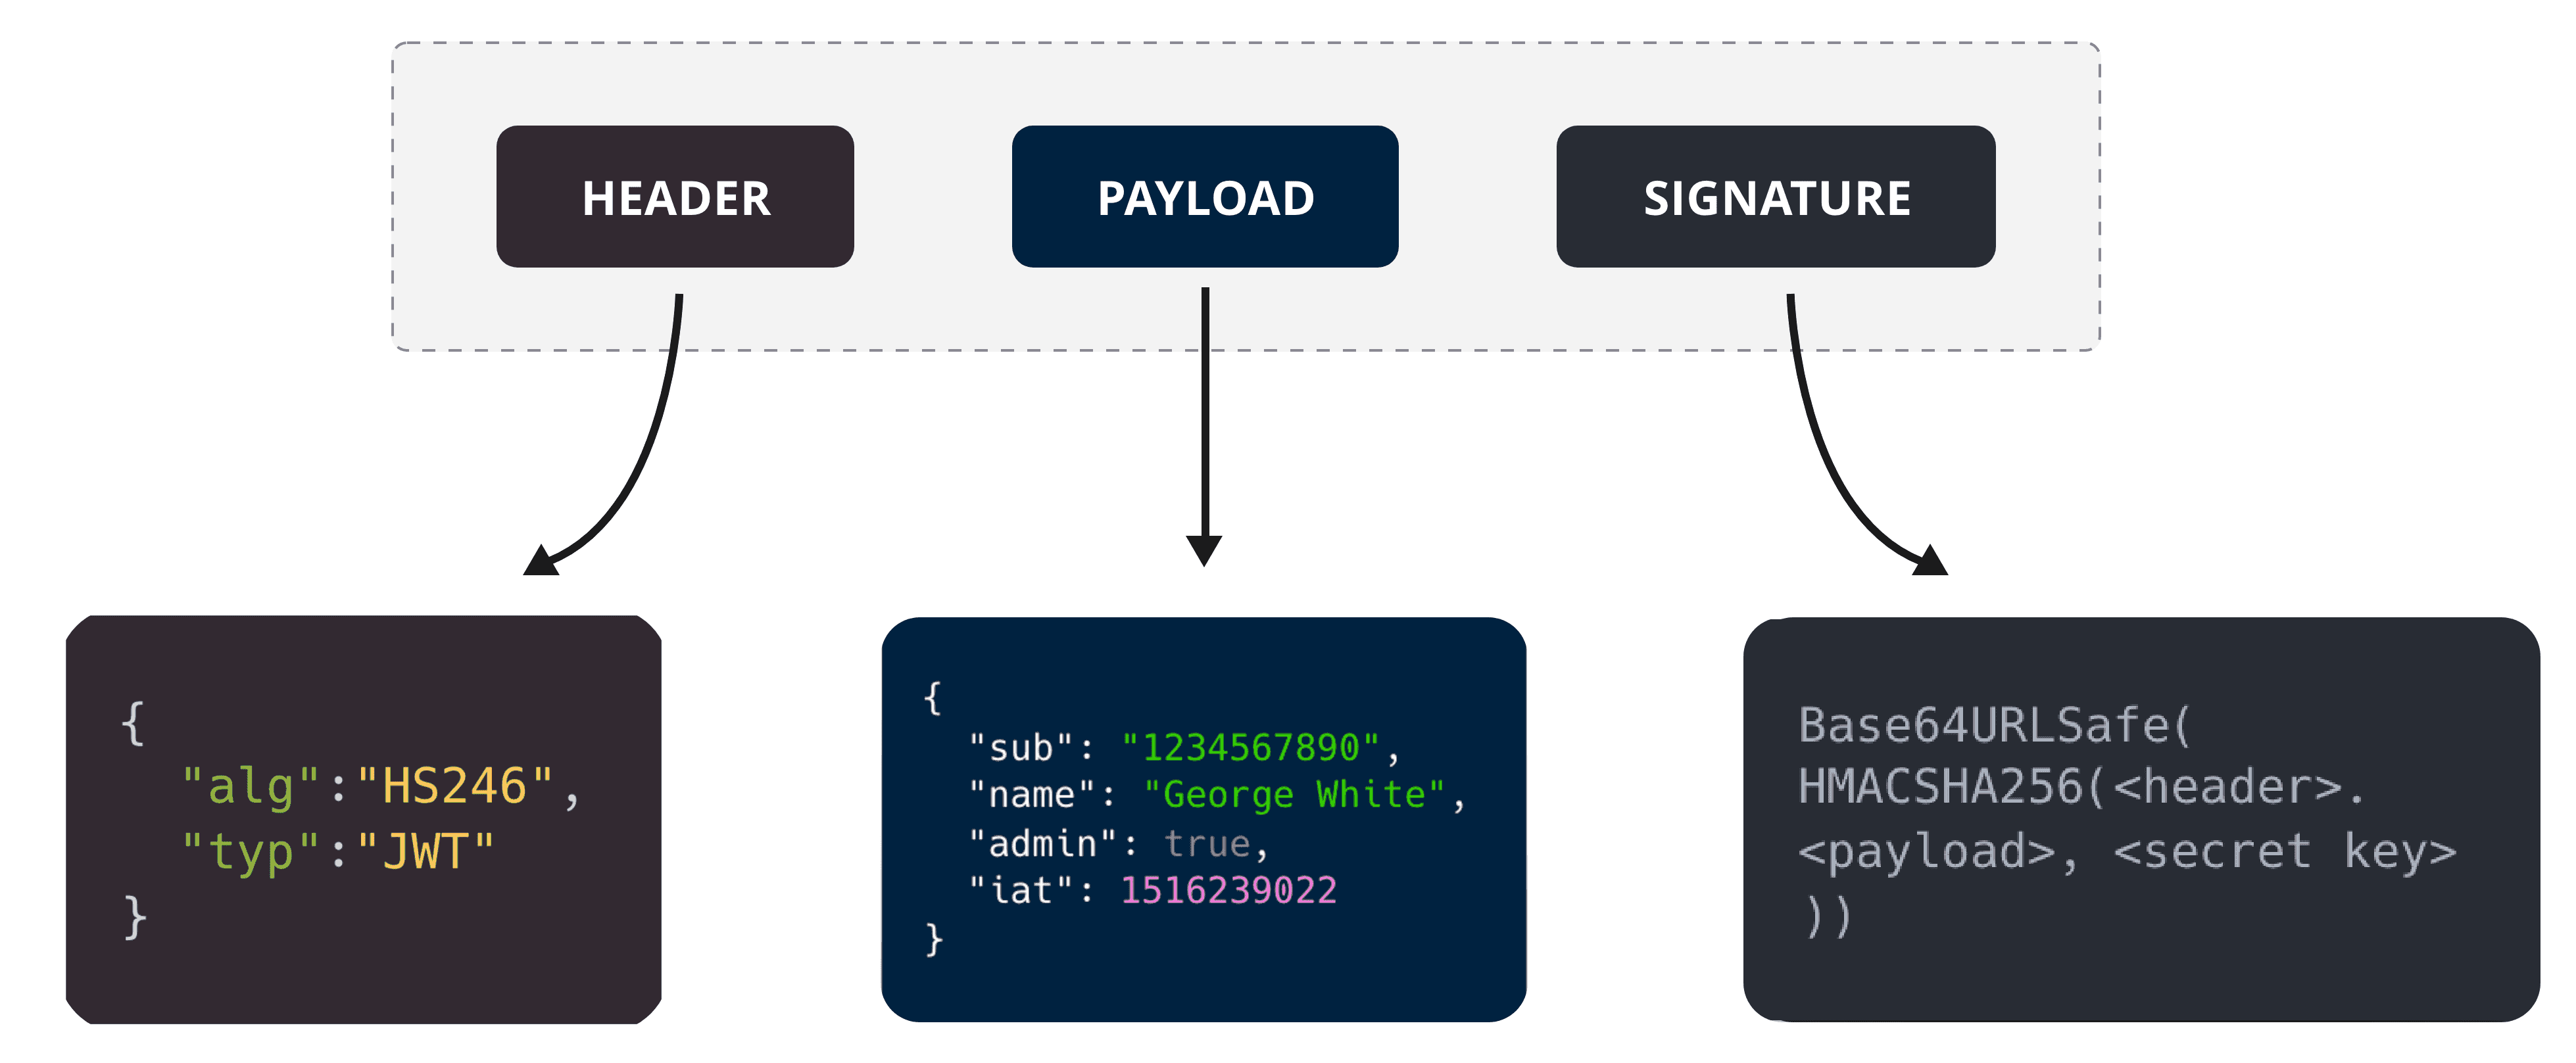 HEADER
PAYLOAD
SIGNATURE
{
"alg":"HS246",
"typ":"JWT"
}
{
"sub": "1234567890",
"name": "George White",
"admin": true,
"iat": 1516239022
}
Base64URLSafe(
HMACSHA256(<header>.
<payload>, <secret key>
))